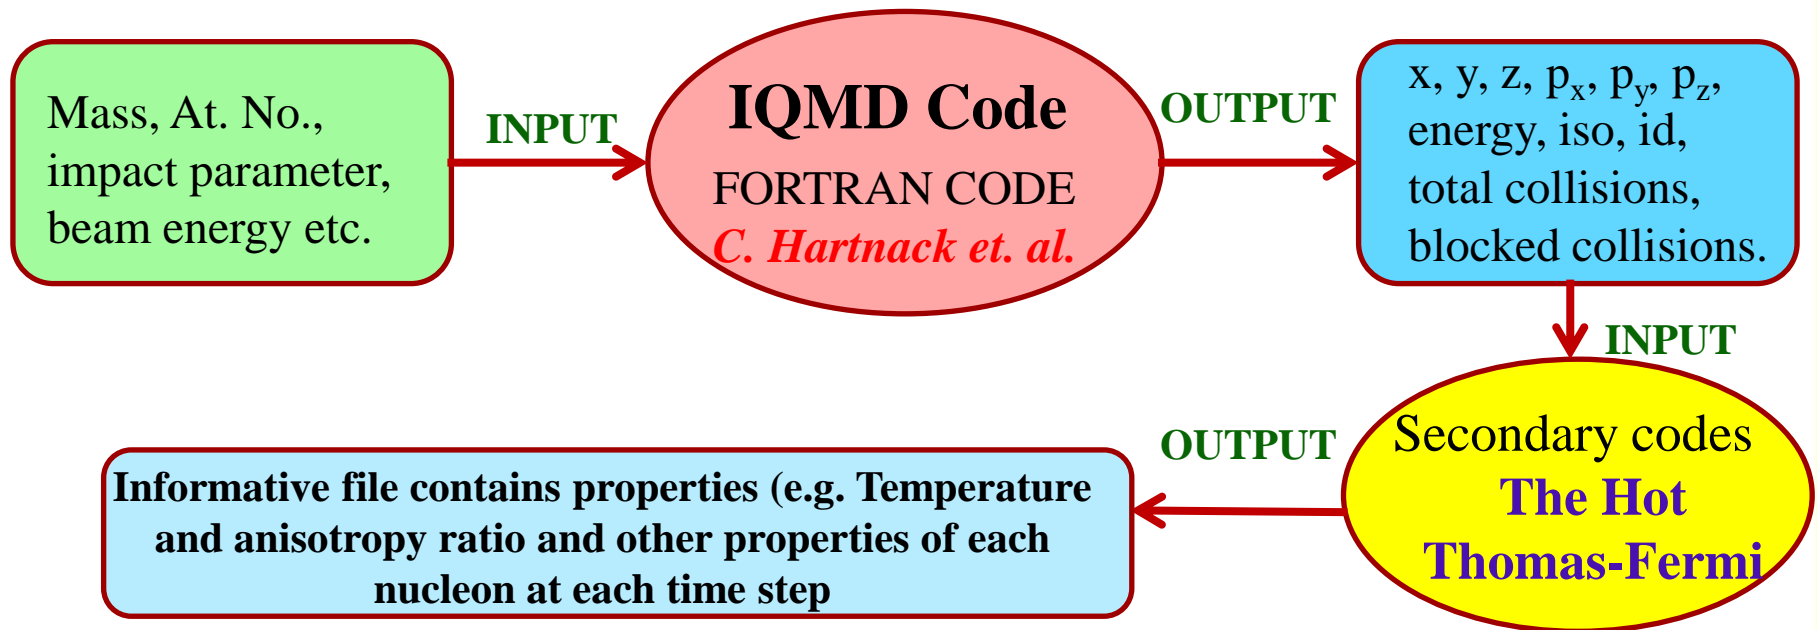 Mass, At. No.,
impact parameter,
beam energy etc.
INPUT
IQMD Code
FORTRAN CODE
C. Hartnack et. al.
OUTPUT
x, y, z, pₓ, pᵧ, p_z,
energy, iso, id,
total collisions,
blocked collisions.
INPUT
Secondary codes
The Hot
Thomas-Fermi
OUTPUT
Informative file contains properties (e.g. Temperature
and anisotropy ratio and other properties of each
nucleon at each time step